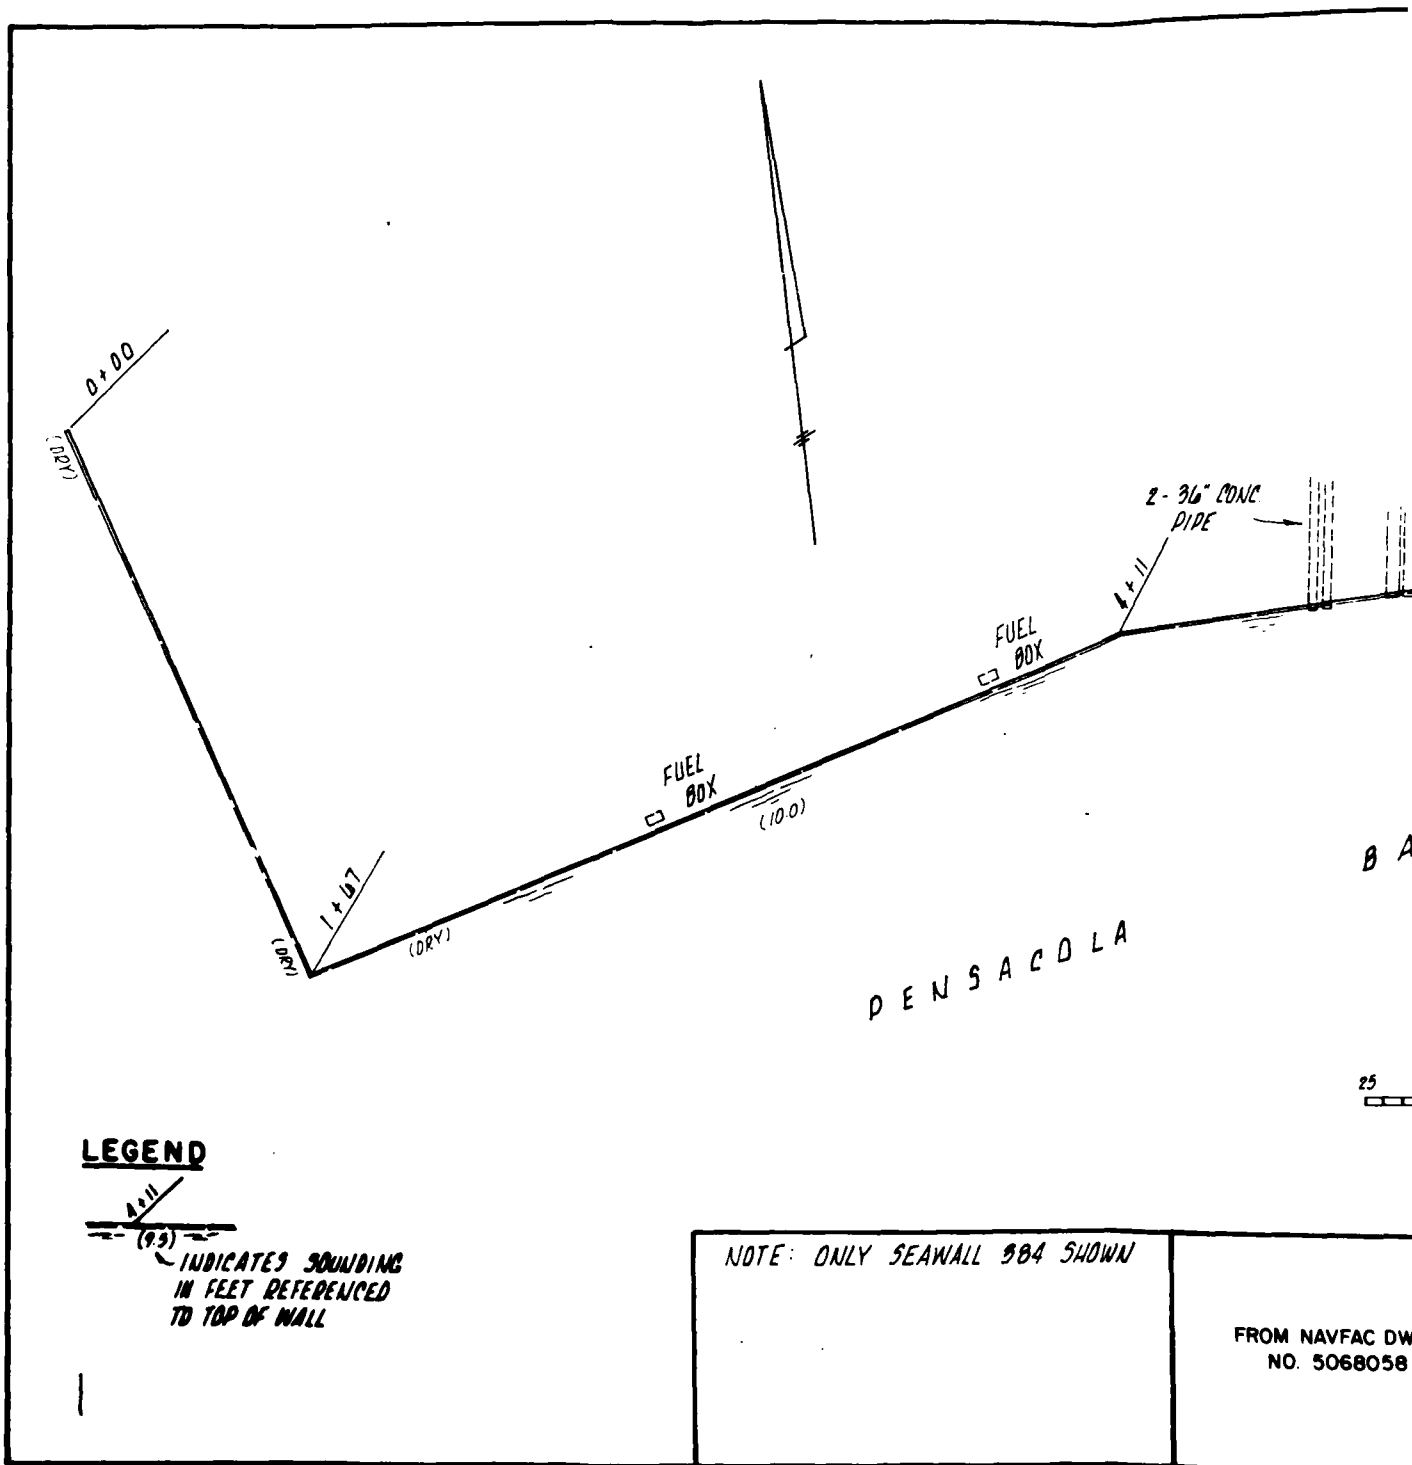 0+00
(DRY)
2-36" CONC
PIPE
4+11
FUEL
BOX
FUEL
BOX
(10.0)
1+67
(DRY)
(DRY)
B A
PENSACOLA
25
LEGEND
4+11
(9.5)
INDICATES SOUNDING
IN FEET REFERENCED
TO TOP OF WALL
NOTE: ONLY SEAWALL 384 SHOWN
FROM NAVFAC DW
NO. 5068058